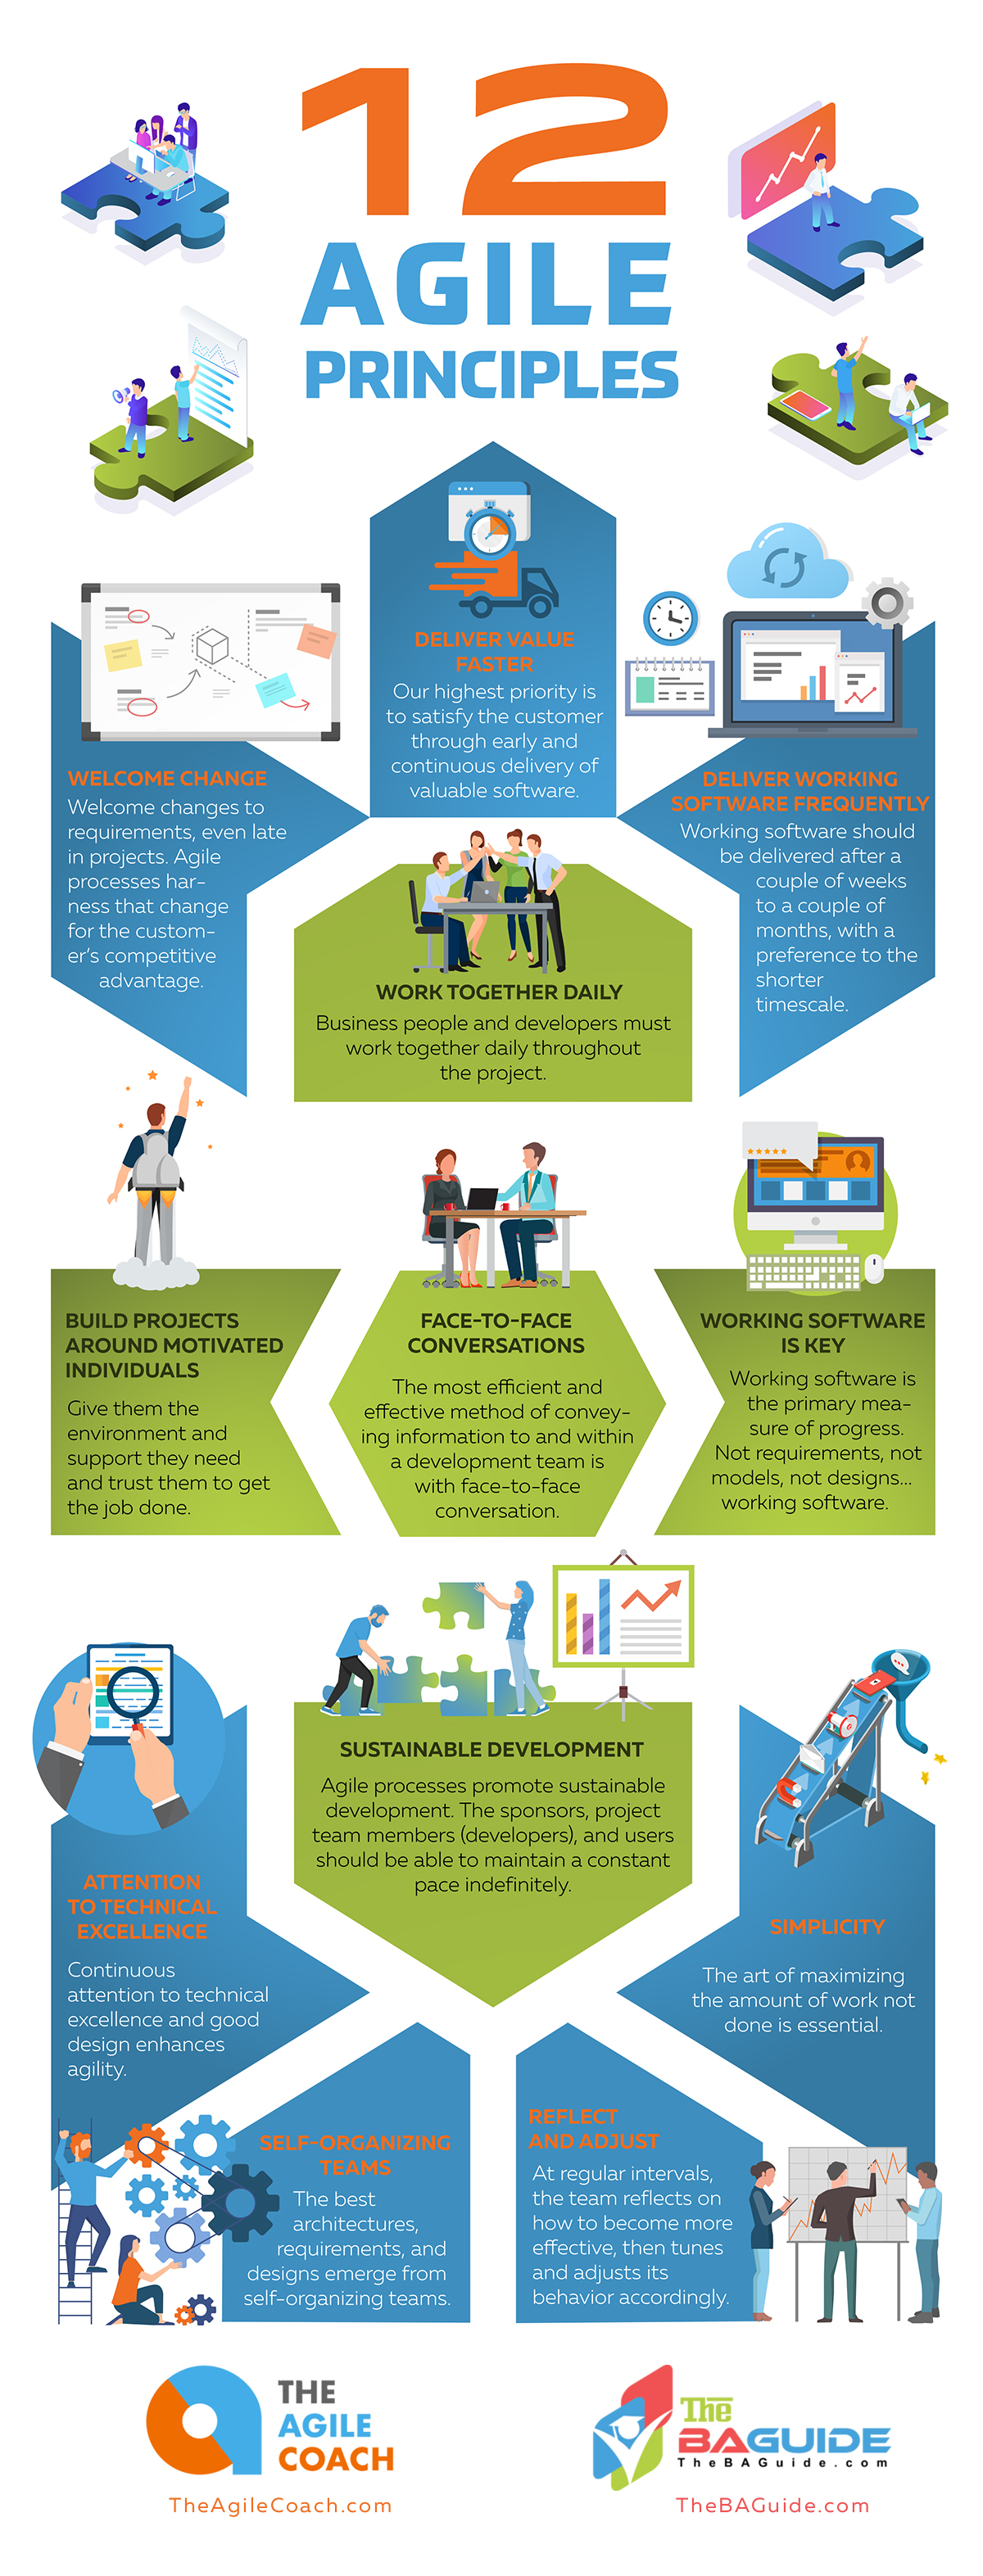 12
AGILE
PRINCIPLES
DELIVER VALUE
FASTER
Our highest priority is
to satisfy the customer
through early and
continuous delivery of
valuable software.
WELCOME CHANGE
Welcome changes to
requirements, even late
in projects. Agile
processes har-
ness that change
for the custom-
er's competitive
advantage.
DELIVER WORKING
SOFTWARE FREQUENTLY
Working software should
be delivered after a
couple of weeks
to a couple of
months, with a
preference to the
shorter
timescale.
WORK TOGETHER DAILY
Business people and developers must
work together daily throughout
the project.
BUILD PROJECTS
AROUND MOTIVATED
INDIVIDUALS
Give them the
environment and
support they need
and trust them to get
the job done.
FACE-TO-FACE
CONVERSATIONS
The most efficient and
effective method of convey-
ing information to and within
a development team is
with face-to-face
conversation.
WORKING SOFTWARE
IS KEY
Working software is
the primary mea-
sure of progress.
Not requirements, not
models, not designs...
working software.
SUSTAINABLE DEVELOPMENT
Agile processes promote sustainable
development. The sponsors, project
team members (developers), and users
should be able to maintain a constant
pace indefinitely.
ATTENTION
TO TECHNICAL
EXCELLENCE
Continuous
attention to technical
excellence and good
design enhances
agility.
SIMPLICITY
The art of maximizing
the amount of work not
done is essential.
SELF-ORGANIZING
TEAMS
The best
architectures,
requirements, and
designs emerge from
self-organizing teams.
REFLECT
AND ADJUST
At regular intervals,
the team reflects on
how to become more
effective, then tunes
and adjusts its
behavior accordingly.
THE
AGILE
COACH
TheAgileCoach.com
The
BAGUIDE
TheBAGuide.com
TheBAGuide.com